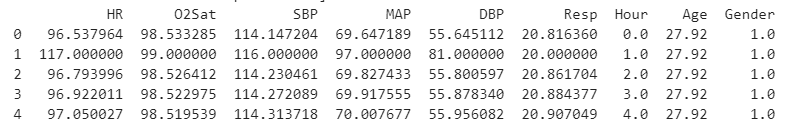 HR O2Sat SBP MAP DBP Resp Hour Age Gender
0 96.537964 98.533285 114.147204 69.647189 55.645112 20.816360 0.0 27.92 1.0
1 117.000000 99.000000 116.000000 97.000000 81.000000 20.000000 1.0 27.92 1.0
2 96.793996 98.526412 114.230461 69.827433 55.800597 20.861704 2.0 27.92 1.0
3 96.922011 98.522975 114.272089 69.917555 55.878340 20.884377 3.0 27.92 1.0
4 97.050027 98.519539 114.313718 70.007677 55.956082 20.907049 4.0 27.92 1.0